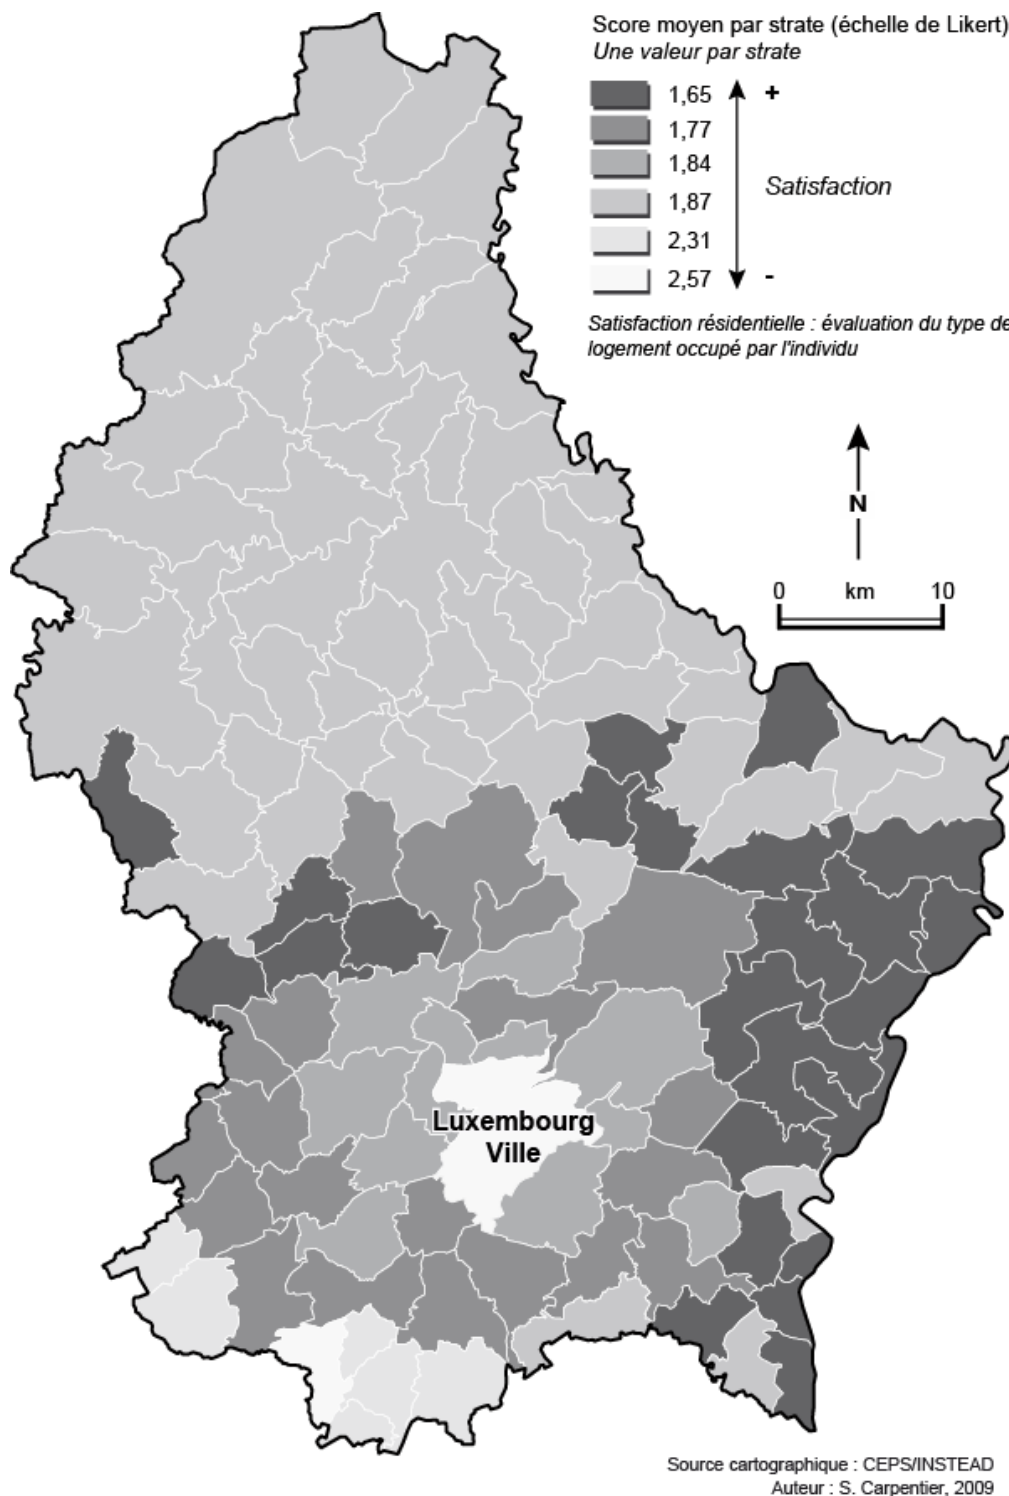 Score moyen par strate (échelle de Likert)
Une valeur par strate
1,65 +
1,77
1,84
Satisfaction
1,87
2,31
2,57 -
Satisfaction résidentielle : évaluation du type de
logement occupé par l'individu
N
0 km 10
Luxembourg
Ville
Source cartographique : CEPS/INSTEAD
Auteur : S. Carpentier, 2009